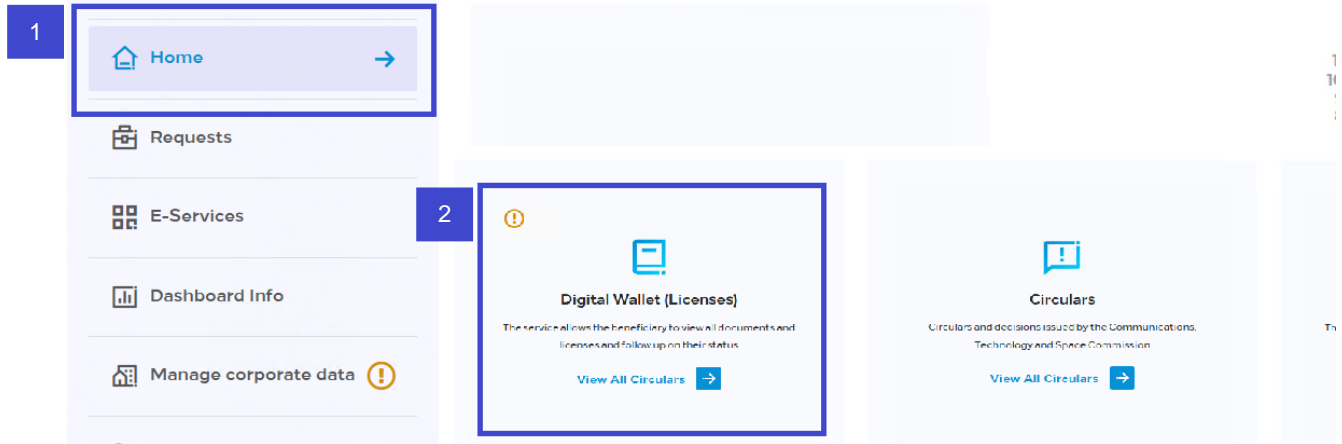 1
Home
Requests
E-Services
Dashboard Info
Manage corporate data
2
Digital Wallet (Licenses)
The service allows the beneficiary to view all documents and
licenses and follow up on their status
View All Circulars
Circulars
Circulars and decisions issued by the Communications,
Technology and Space Commission
View All Circulars
Th